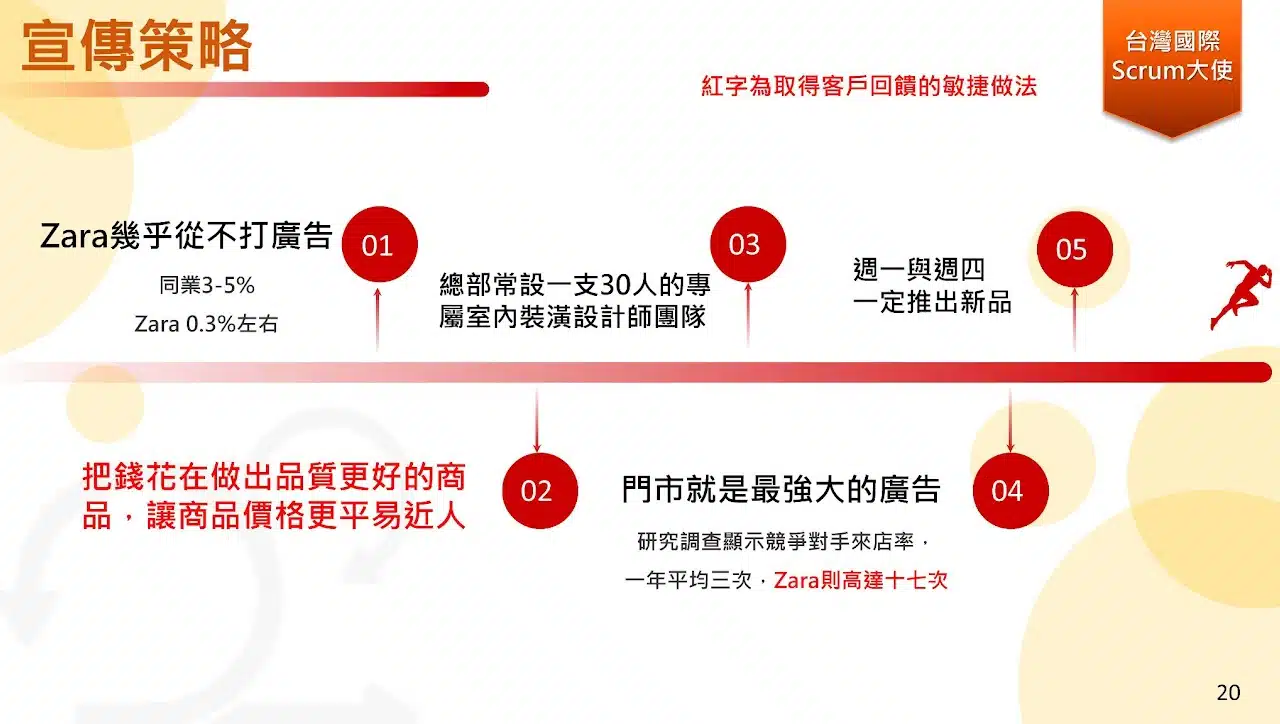 宣傳策略
台灣國際
Scrum大使
紅字為取得客戶回饋的敏捷做法
Zara幾乎從不打廣告
同業3-5%
Zara 0.3%左右
01
把錢花在做出品質更好的商
品，讓商品價格更平易近人
02
總部常設一支30人的專
屬室內裝潢設計師團隊
03
門市就是最強大的廣告
研究調查顯示競爭對手來店率，
一年平均三次，Zara則高達十七次
04
週一與週四
一定推出新品
05
20